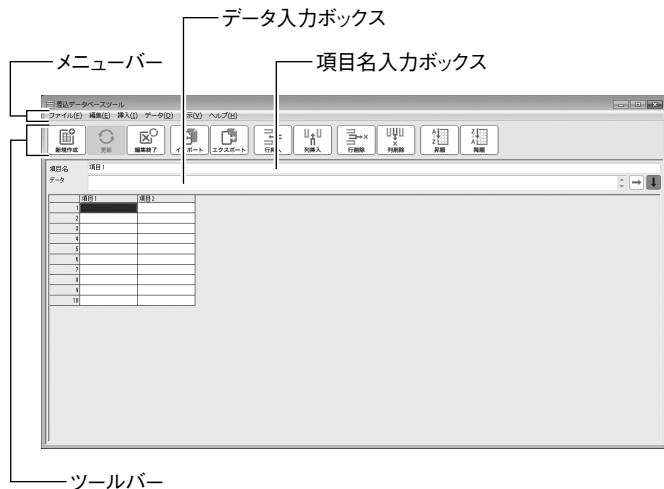 データ入力ボックス
メニューバー
項目名入力ボックス
差込データベースツール
ファイル(F) 編集(E) 挿入(I) データ(D) 表示(V) ヘルプ(H)
新規作成 更新 編集終了 インポート エクスポート 行挿入 列挿入 行削除 列削除 昇順 降順
項目名 項目1
データ
項目1 項目2
1
2
3
4
5
6
7
8
9
10
ツールバー